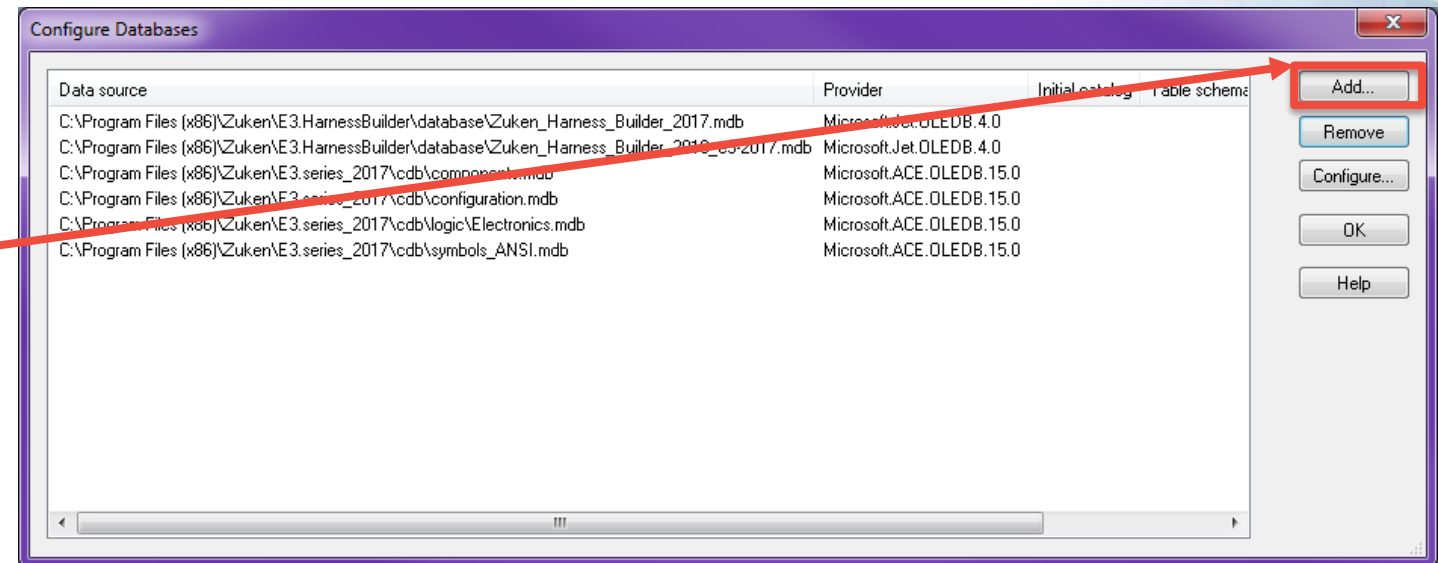 Configure Databases
Data source Provider Initial catalog Table schema
Add...
C:\Program Files (x86)\Zuken\E3.HarnessBuilder\database\Zuken_Harness_Builder_2017.mdb Microsoft.Jet.OLEDB.4.0
Remove
C:\Program Files (x86)\Zuken\E3.HarnessBuilder\database\Zuken_Harness_Builder_2018_e3-2017.mdb Microsoft.Jet.OLEDB.4.0
C:\Program Files (x86)\Zuken\E3.series_2017\cdb\components.mdb Microsoft.ACE.OLEDB.15.0
Configure...
C:\Program Files (x86)\Zuken\E3.series_2017\cdb\configuration.mdb Microsoft.ACE.OLEDB.15.0
C:\Program Files (x86)\Zuken\E3.series_2017\cdb\logic\Electronics.mdb Microsoft.ACE.OLEDB.15.0
OK
C:\Program Files (x86)\Zuken\E3.series_2017\cdb\symbols_ANSI.mdb Microsoft.ACE.OLEDB.15.0
Help